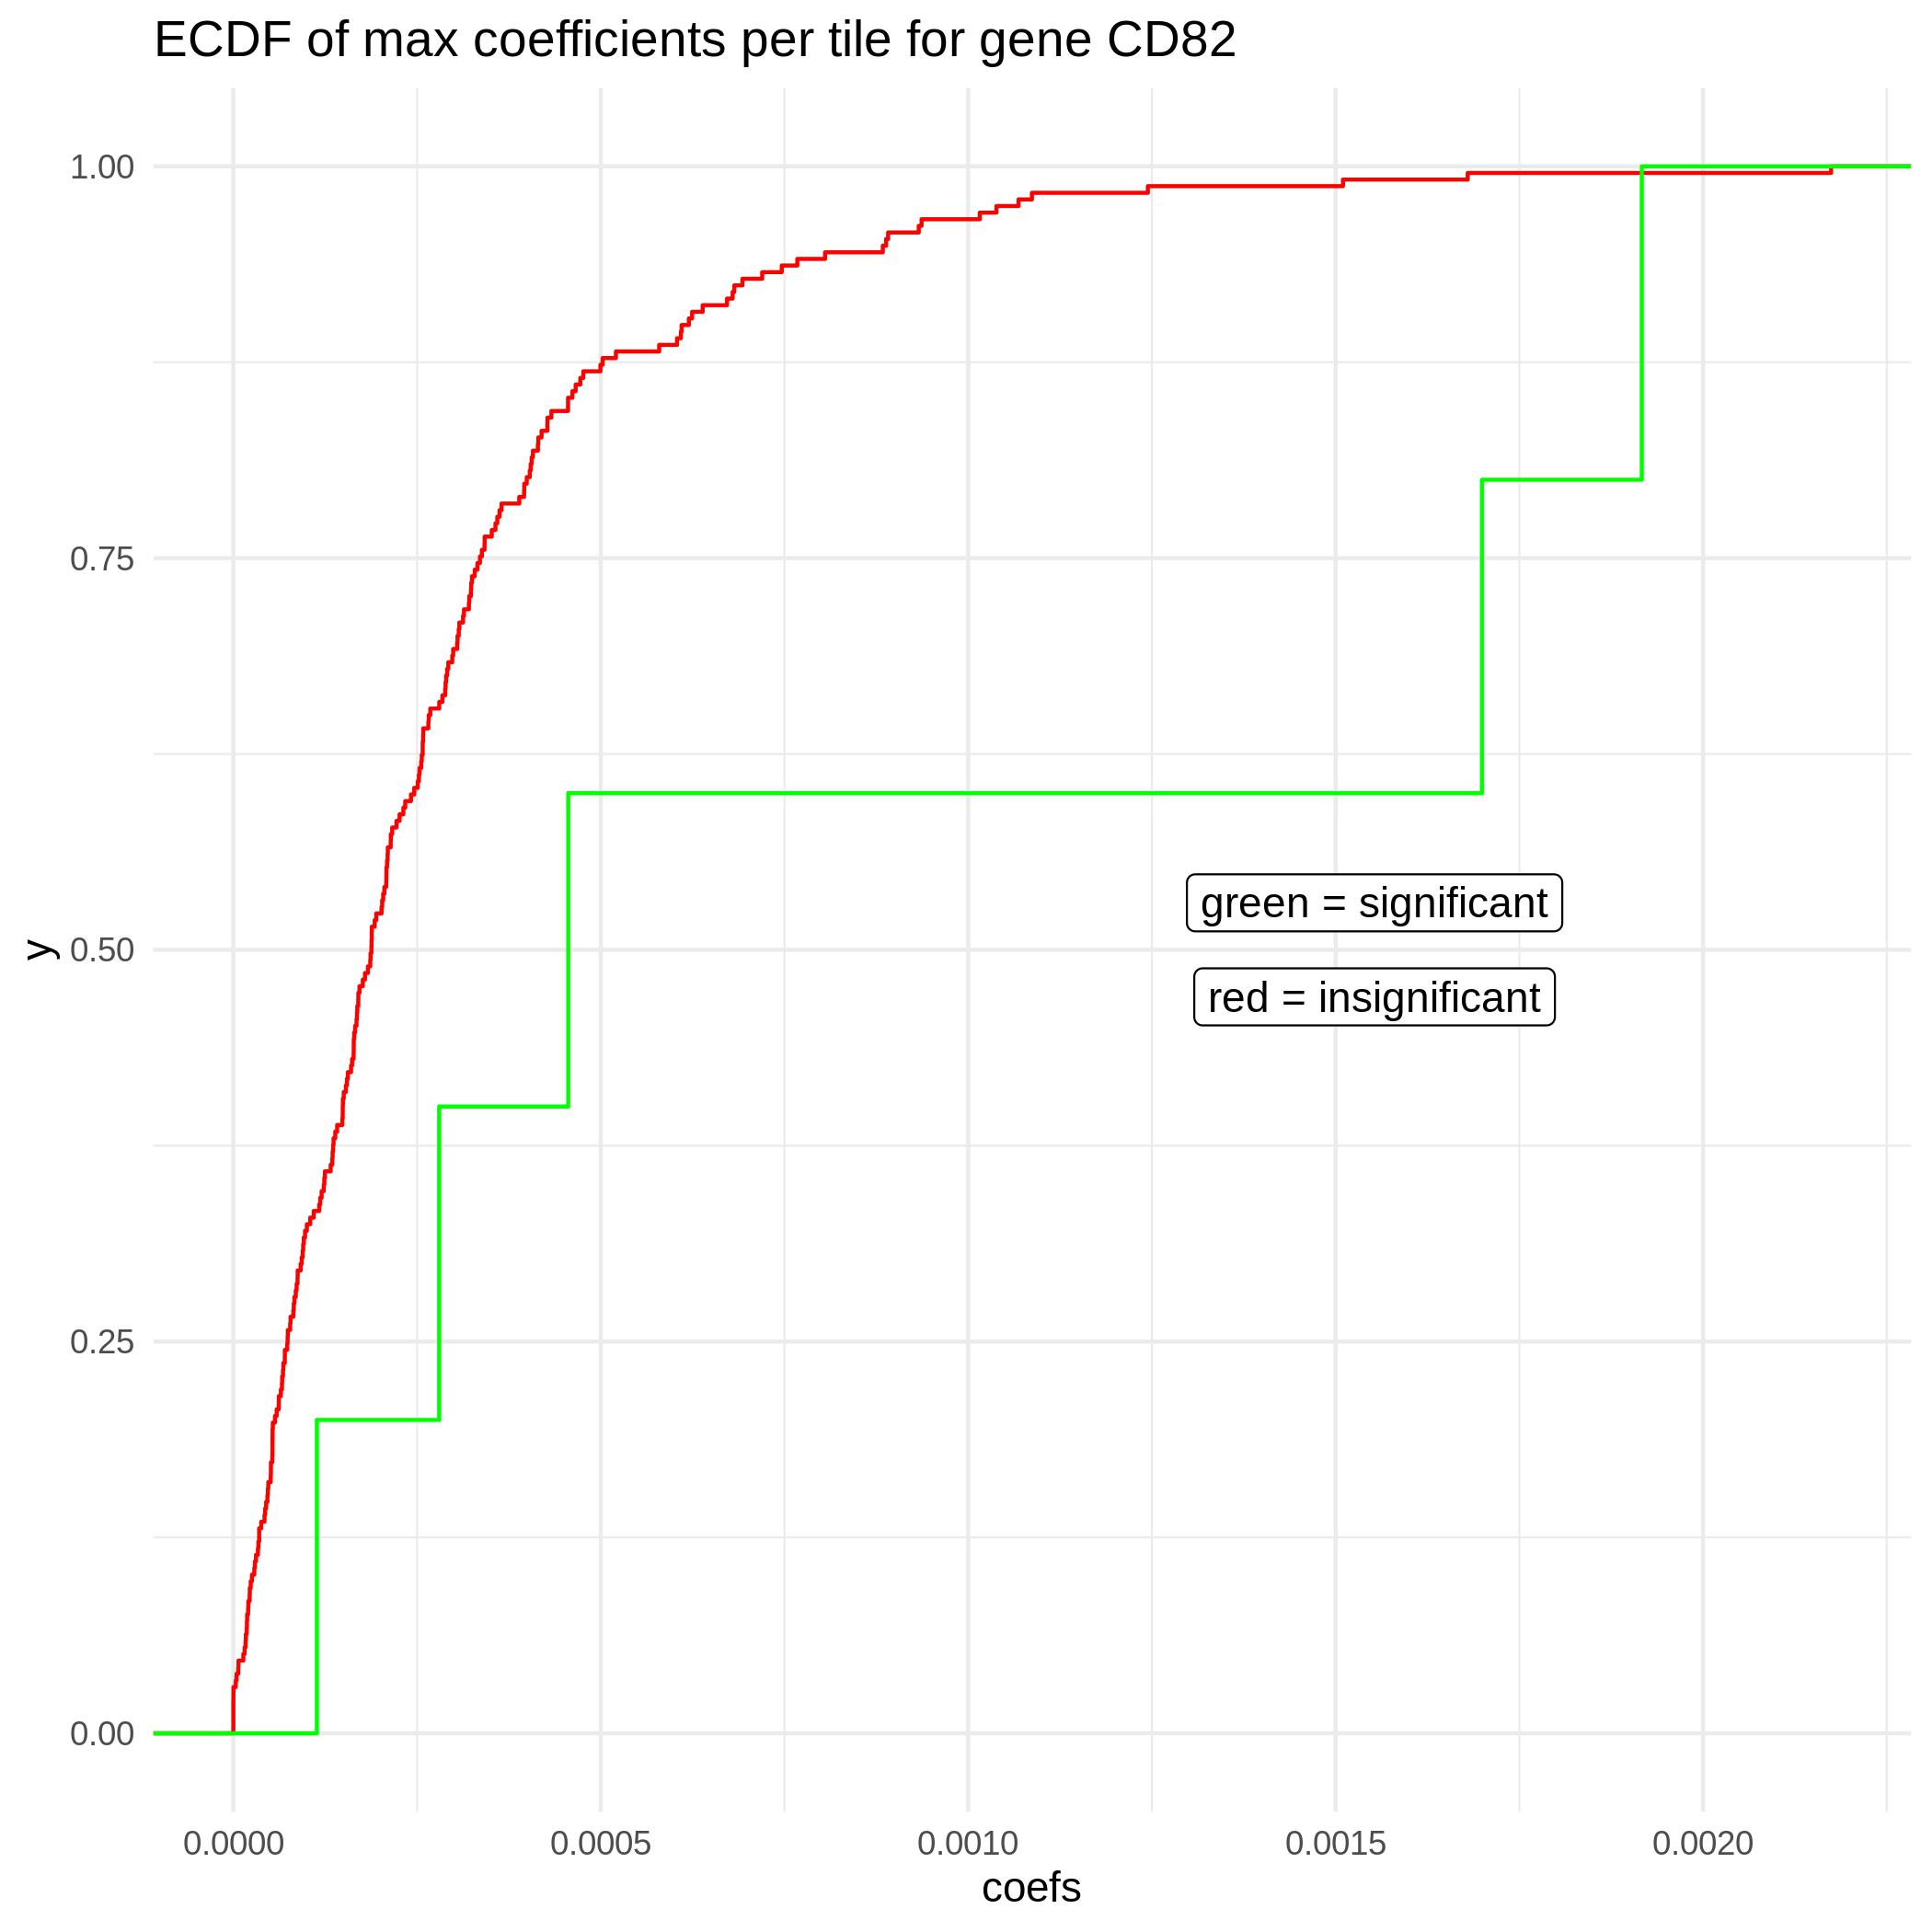 ECDF of max coefficients per tile for gene CD82
1.00
0.75
0.50
0.25
0.00
y
green = significant
red = insignificant
0.0000 0.0005 0.0010 0.0015 0.0020
coefs